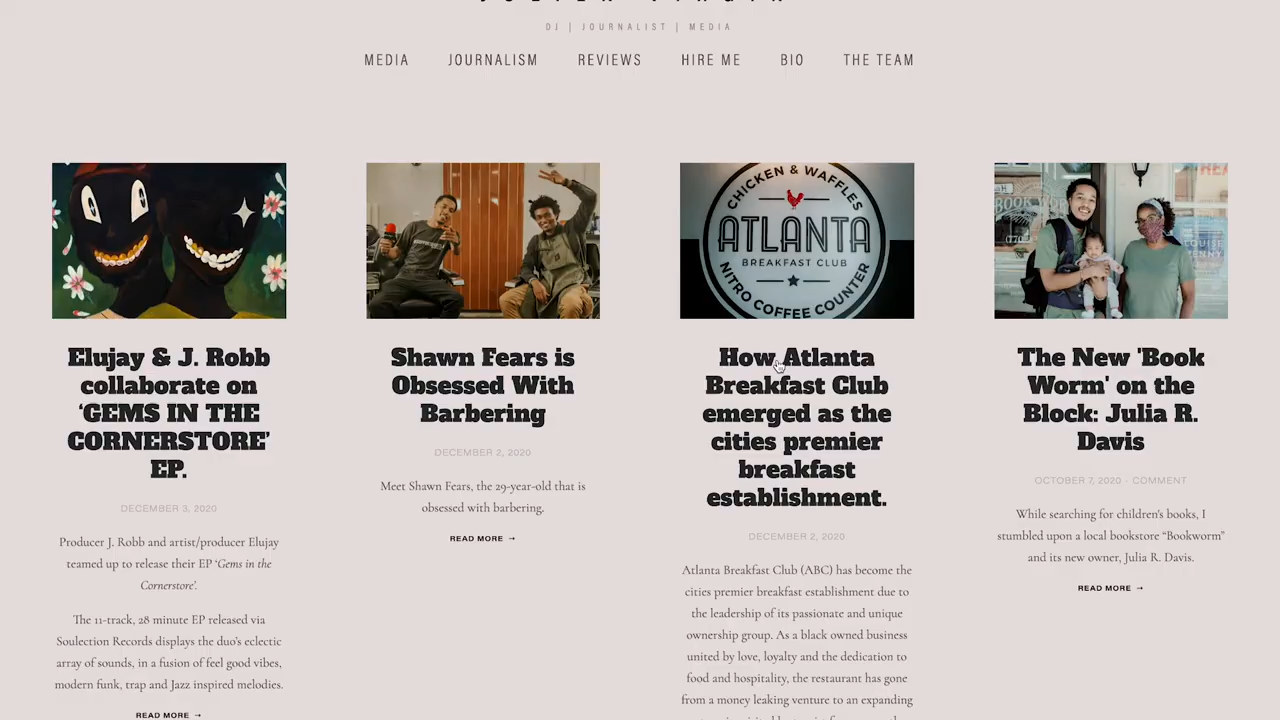 DJ | JOURNALIST | MEDIA
MEDIA JOURNALISM REVIEWS HIRE ME BIO THE TEAM
Elujay & J. Robb
collaborate on
‘GEMS IN THE
CORNERSTORE’
EP.
DECEMBER 3, 2020
Producer J. Robb and artist/producer Elujay
teamed up to release their EP ‘Gems in the
Cornerstore’.
The 11-track, 28 minute EP released via
Soulection Records displays the duo's eclectic
array of sounds, in a fusion of feel good vibes,
modern funk, trap and Jazz inspired melodies.
READ MORE →
Shawn Fears is
Obsessed With
Barbering
DECEMBER 2, 2020
Meet Shawn Fears, the 29-year-old that is
obsessed with barbering.
READ MORE →
CHICKEN & WAFFLES
ATLANTA
BREAKFAST CLUB
NITRO COFFEE COUNTER
How Atlanta
Breakfast Club
emerged as the
cities premier
breakfast
establishment.
DECEMBER 2, 2020
Atlanta Breakfast Club (ABC) has become the
cities premier breakfast establishment due to
the leadership of its passionate and unique
ownership group. As a black owned business
united by love, loyalty and the dedication to
food and hospitality, the restaurant has gone
from a money leaking venture to an expanding
BOOK WOR
LOUISE
PENNY
The New 'Book
Worm' on the
Block: Julia R.
Davis
OCTOBER 7, 2020 · COMMENT
While searching for children's books, I
stumbled upon a local bookstore “Bookworm”
and its new owner, Julia R. Davis.
READ MORE →